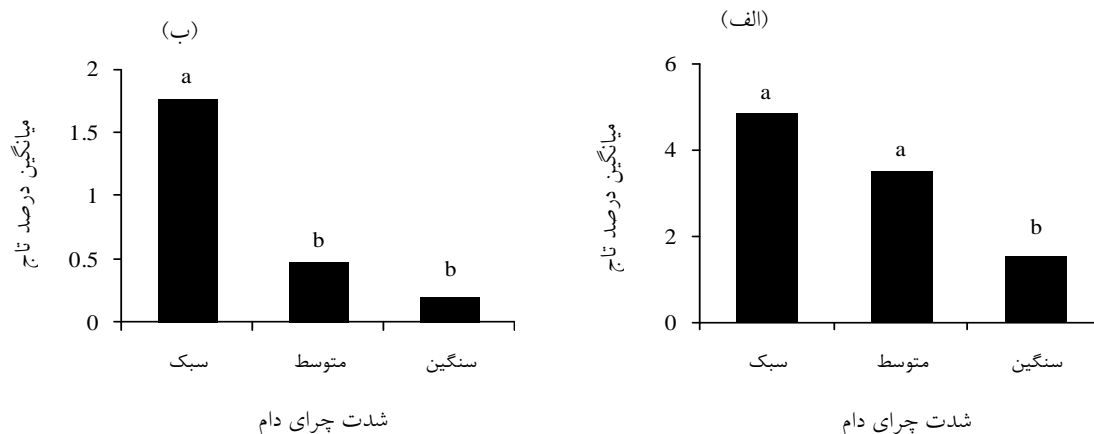 (الف)
6
4
2
0
a
a
b
میانگین درصد تاج
سبک
متوسط
سنگین
شدت چرای دام
(ب)
2
1.5
1
0.5
0
a
b
b
میانگین درصد تاج
سبک
متوسط
سنگین
شدت چرای دام